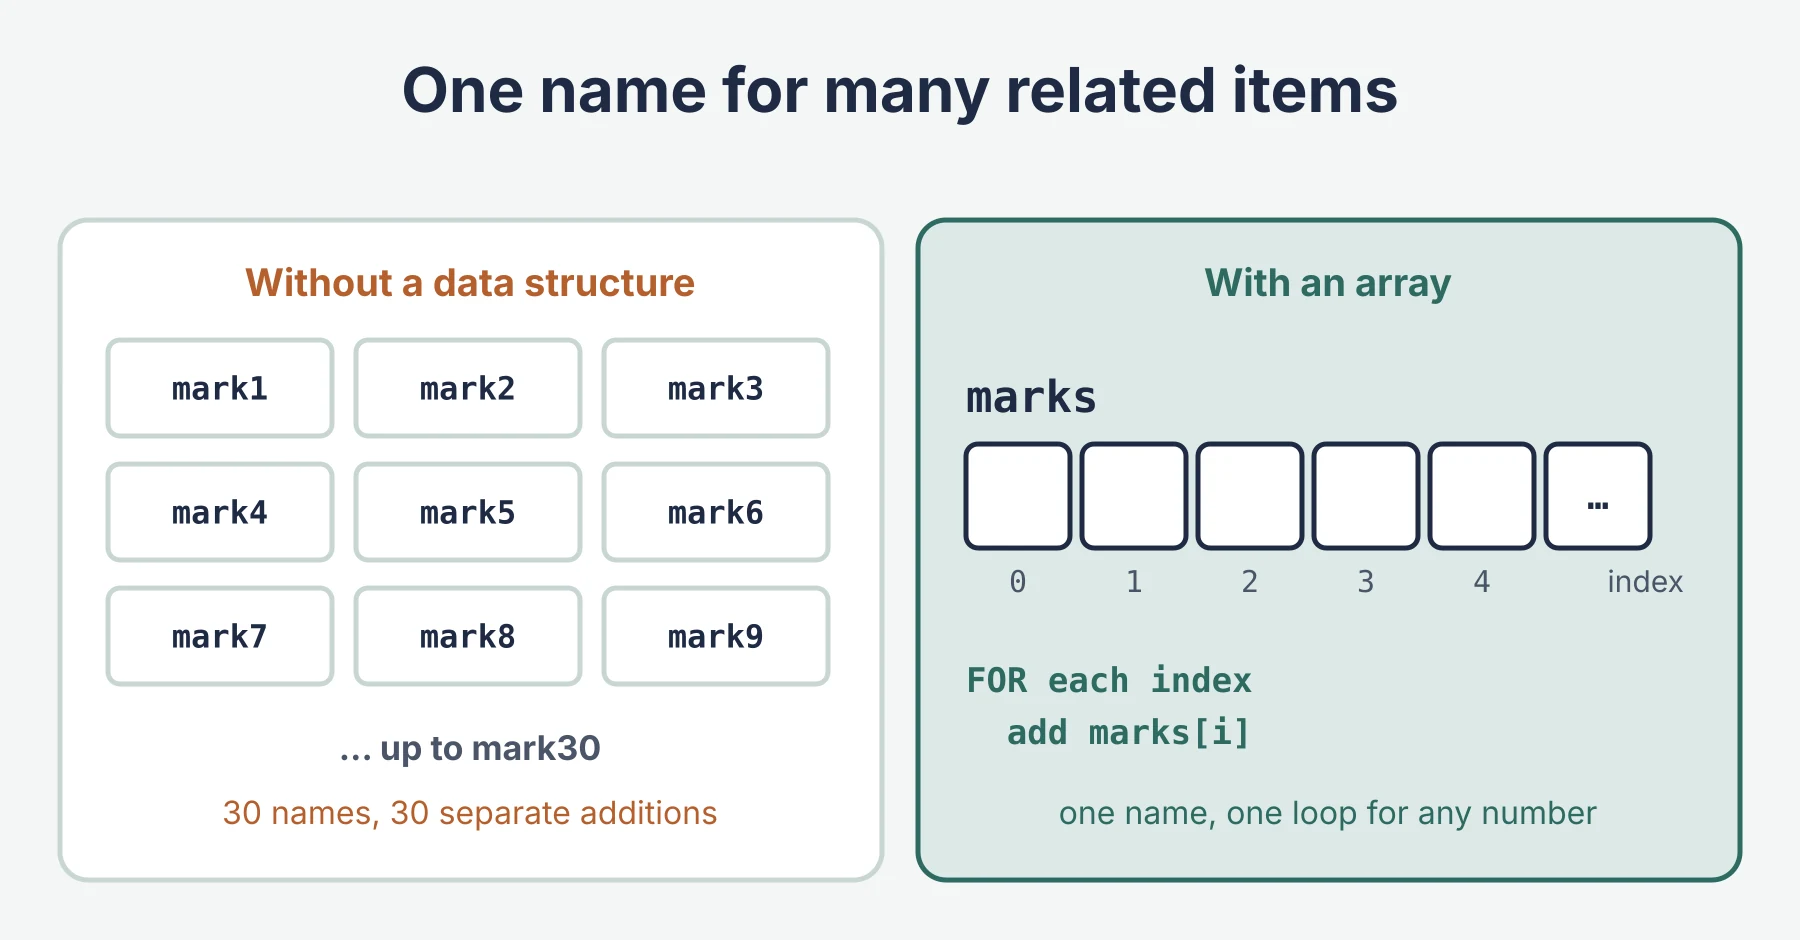 One name for many related items
Without a data structure
mark1 mark2 mark3
mark4 mark5 mark6
mark7 mark8 mark9
… up to mark30
30 names, 30 separate additions
With an array
marks
…
0 1 2 3 4 index
FOR each index
add marks[i]
one name, one loop for any number